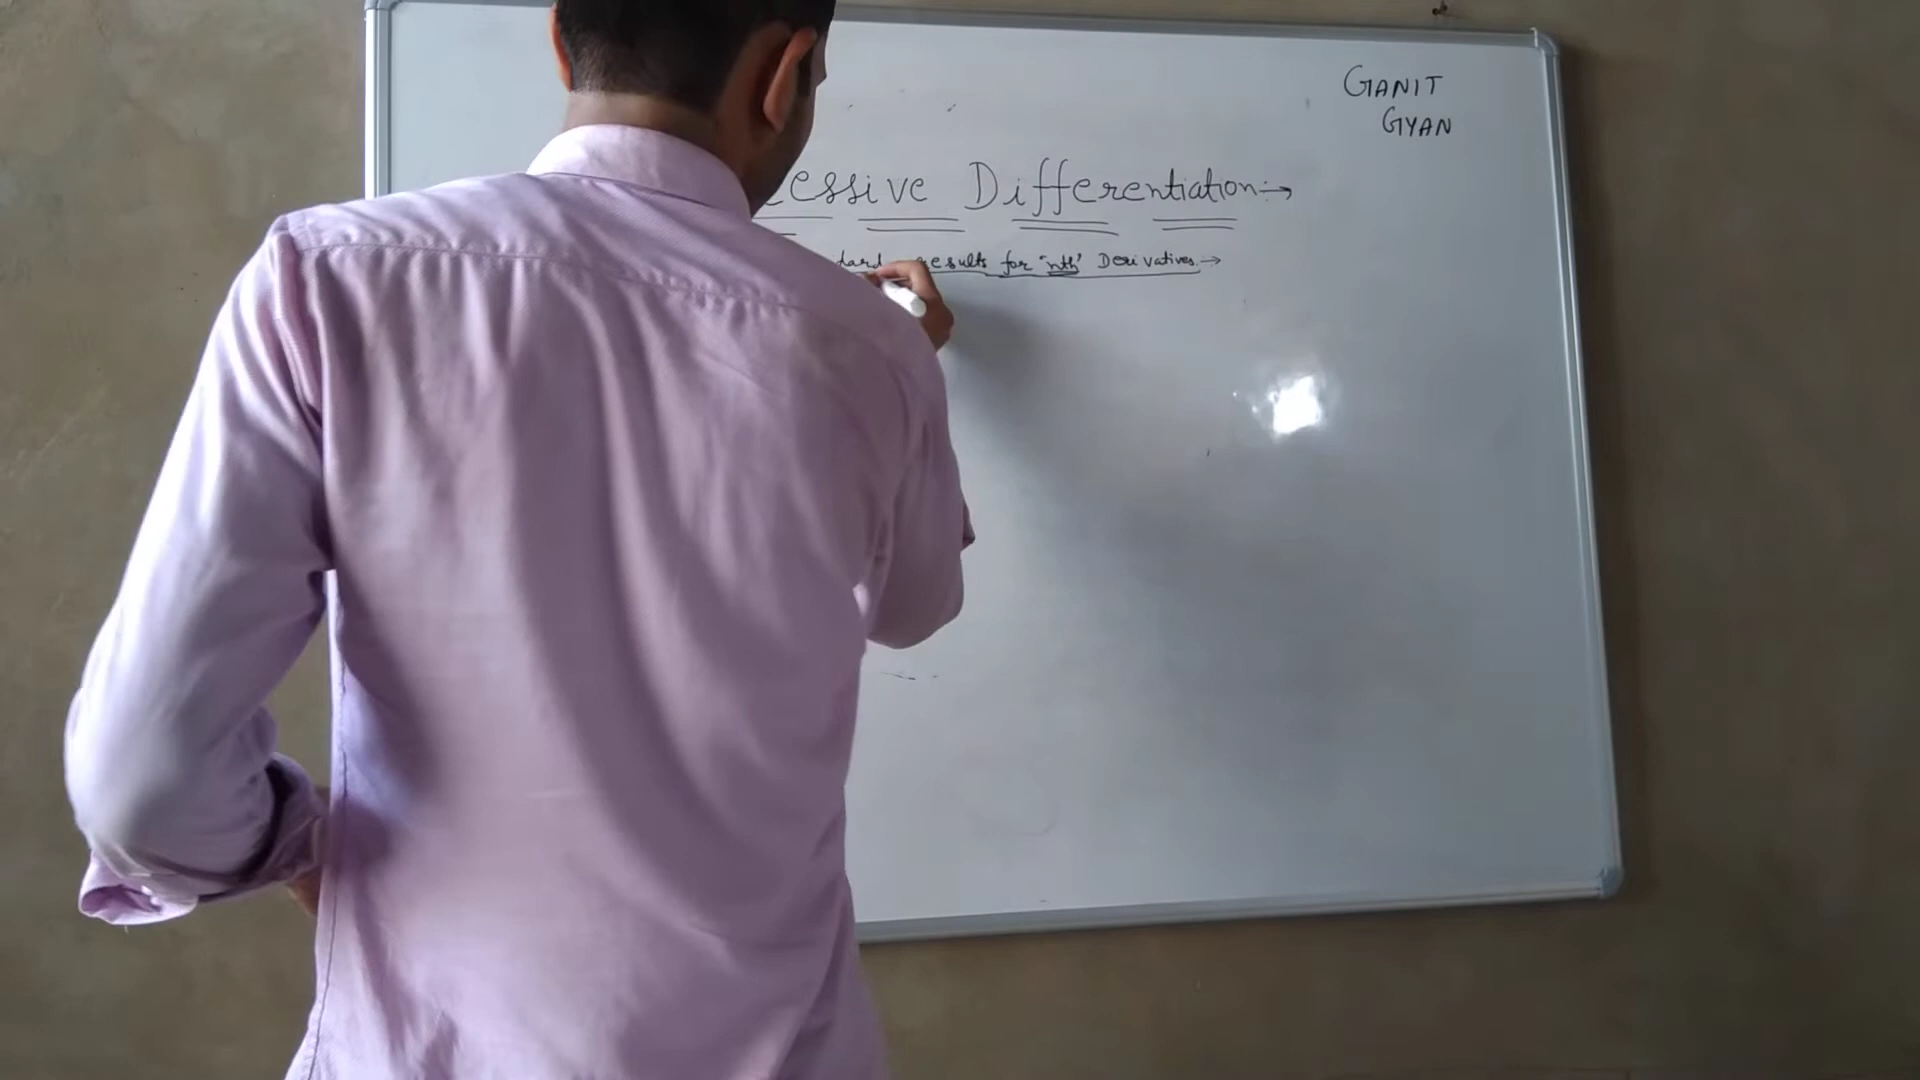 GANIT
GYAN
essive Differentiation:→
dard results for 'nth' Derivatives.→